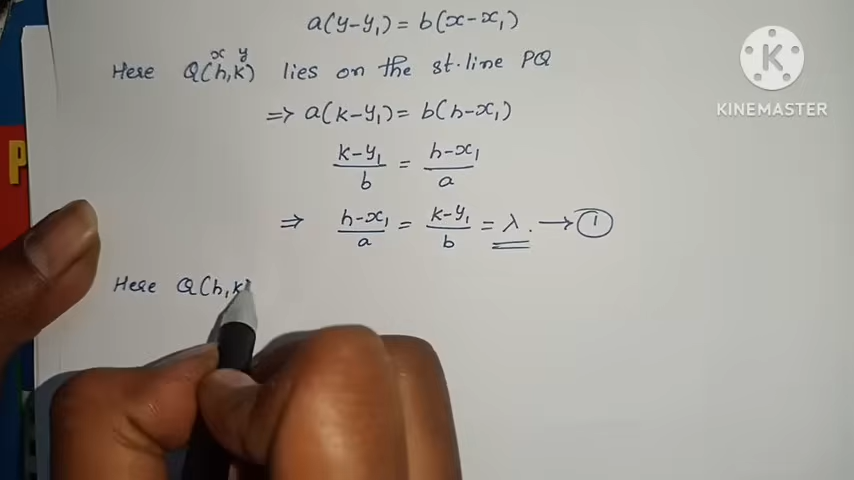 a(y-y₁) = b(x-x₁)
x y
Here Q(h,k) lies on the st.line PQ
=> a(k-y₁) = b(h-x₁)
k-y₁/b = h-x₁/a
=> h-x₁/a = k-y₁/b = λ. → ①
Here Q(h,k)
K
KINEMASTER
P